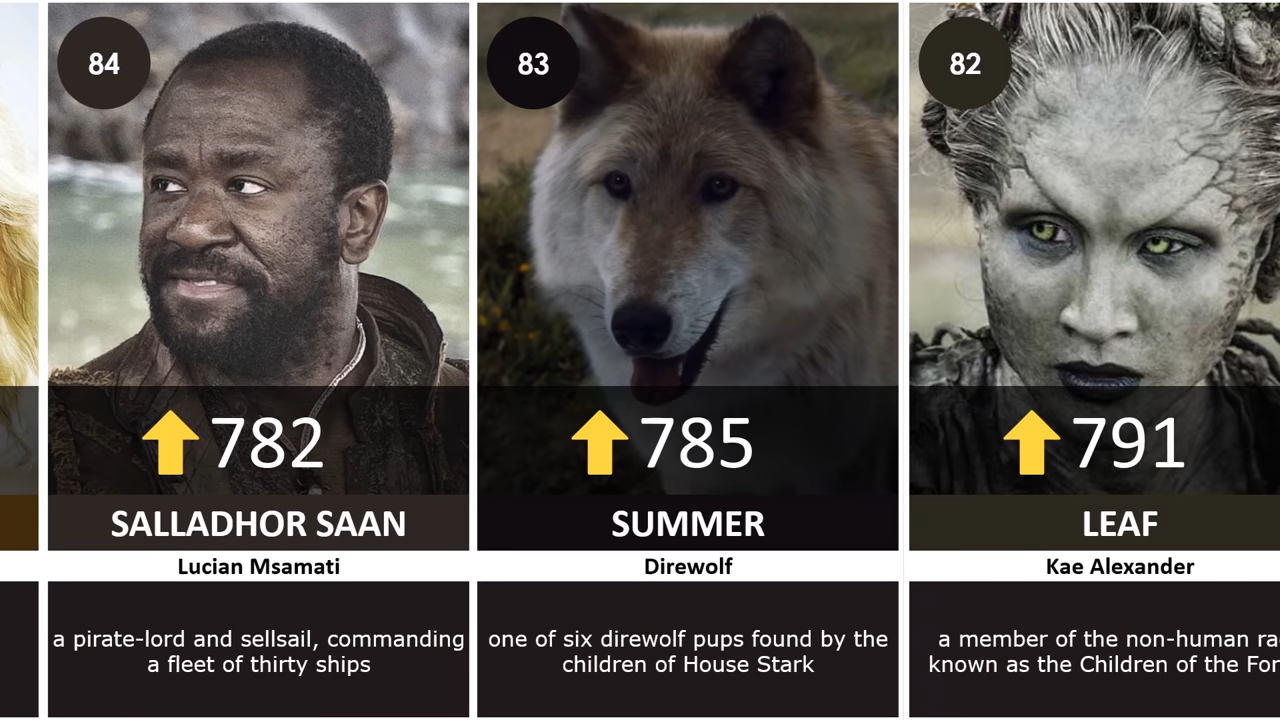 84
782
SALLADHOR SAAN
Lucian Msamati
a pirate-lord and sellsail, commanding
a fleet of thirty ships
83
785
SUMMER
Direwolf
one of six direwolf pups found by the
children of House Stark
82
791
LEAF
Kae Alexander
a member of the non-human
known as the Children of the